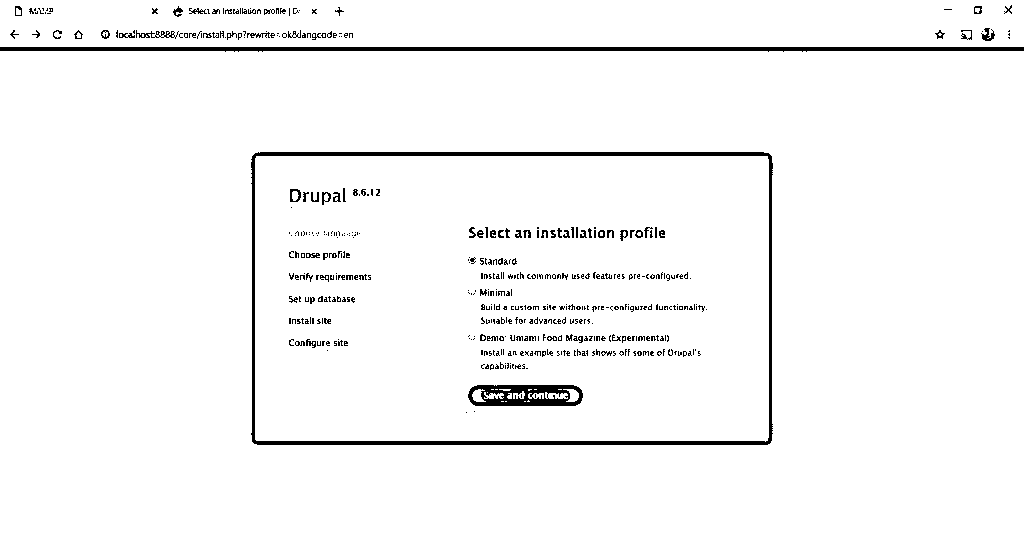 MAMP
Select an installation profile | Dr
localhost:8888/core/install.php?rewrite=ok&langcode=en
Drupal 8.6.12
Choose language
Choose profile
Verify requirements
Set up database
Install site
Configure site
Select an installation profile
Standard
Install with commonly used features pre-configured.
Minimal
Build a custom site without pre-configured functionality.
Suitable for advanced users.
Demo: Umami Food Magazine (Experimental)
Install an example site that shows off some of Drupal's
capabilities.
Save and continue